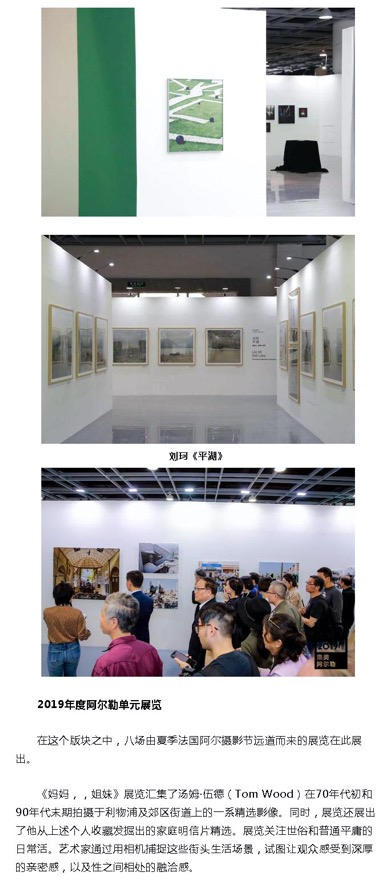 刘珂《平湖》
2019
集美
阿尔勒
2019年度阿尔勒单元展览
在这个版块之中，八场由夏季法国阿尔摄影节远道而来的展览在此展
出。
《妈妈，，姐妹》展览汇集了汤姆·伍德（Tom Wood）在70年代初和
90年代末期拍摄于利物浦及郊区街道上的一系精选影像。同时，展览还展出
了他从上述个人收藏发掘出的家庭明信片精选。展览关注世俗和普通平庸的
日常活。艺术家通过用相机捕捉这些街头生活场景，试图让观众感受到深厚
的亲密感，以及性之间相处的融洽感。